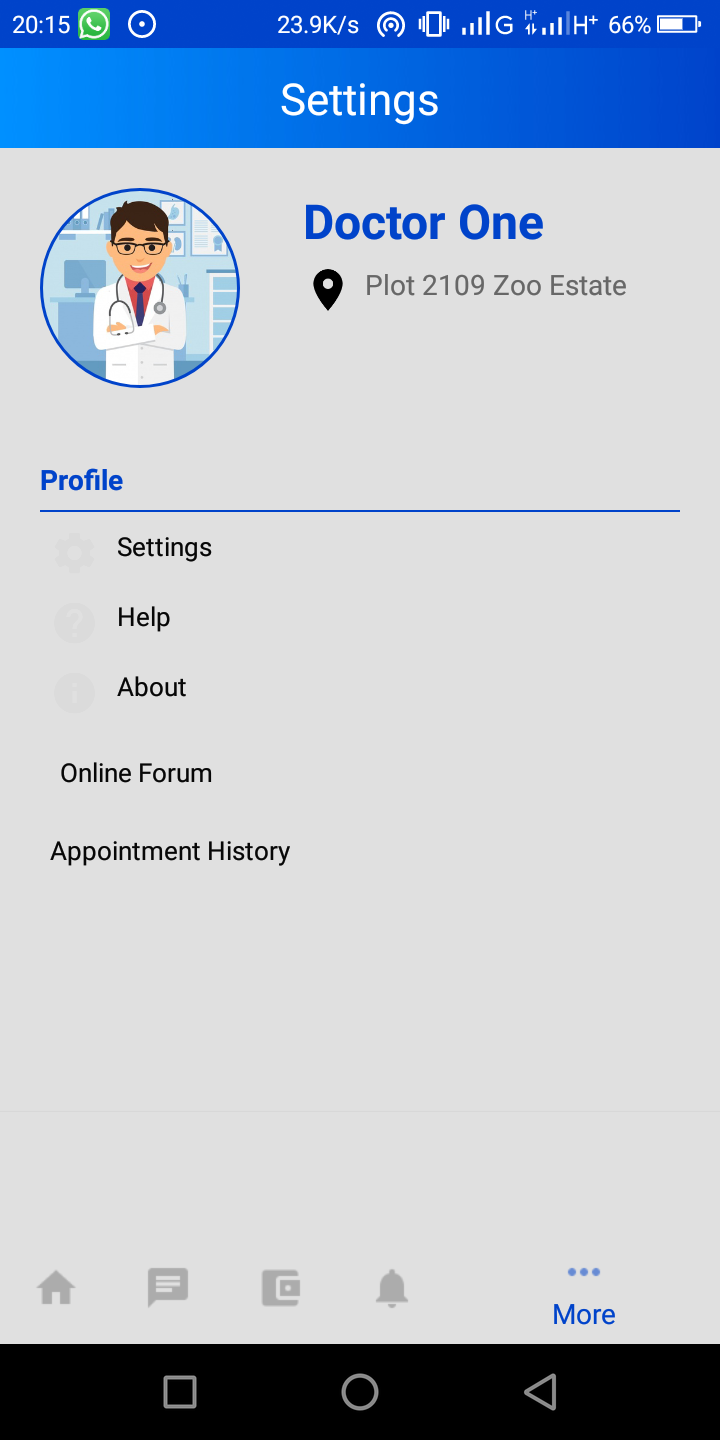 20:15 23.9K/s G H+ H+ 66%
Settings
Doctor One
Plot 2109 Zoo Estate
Profile
Settings
Help
About
Online Forum
Appointment History
More